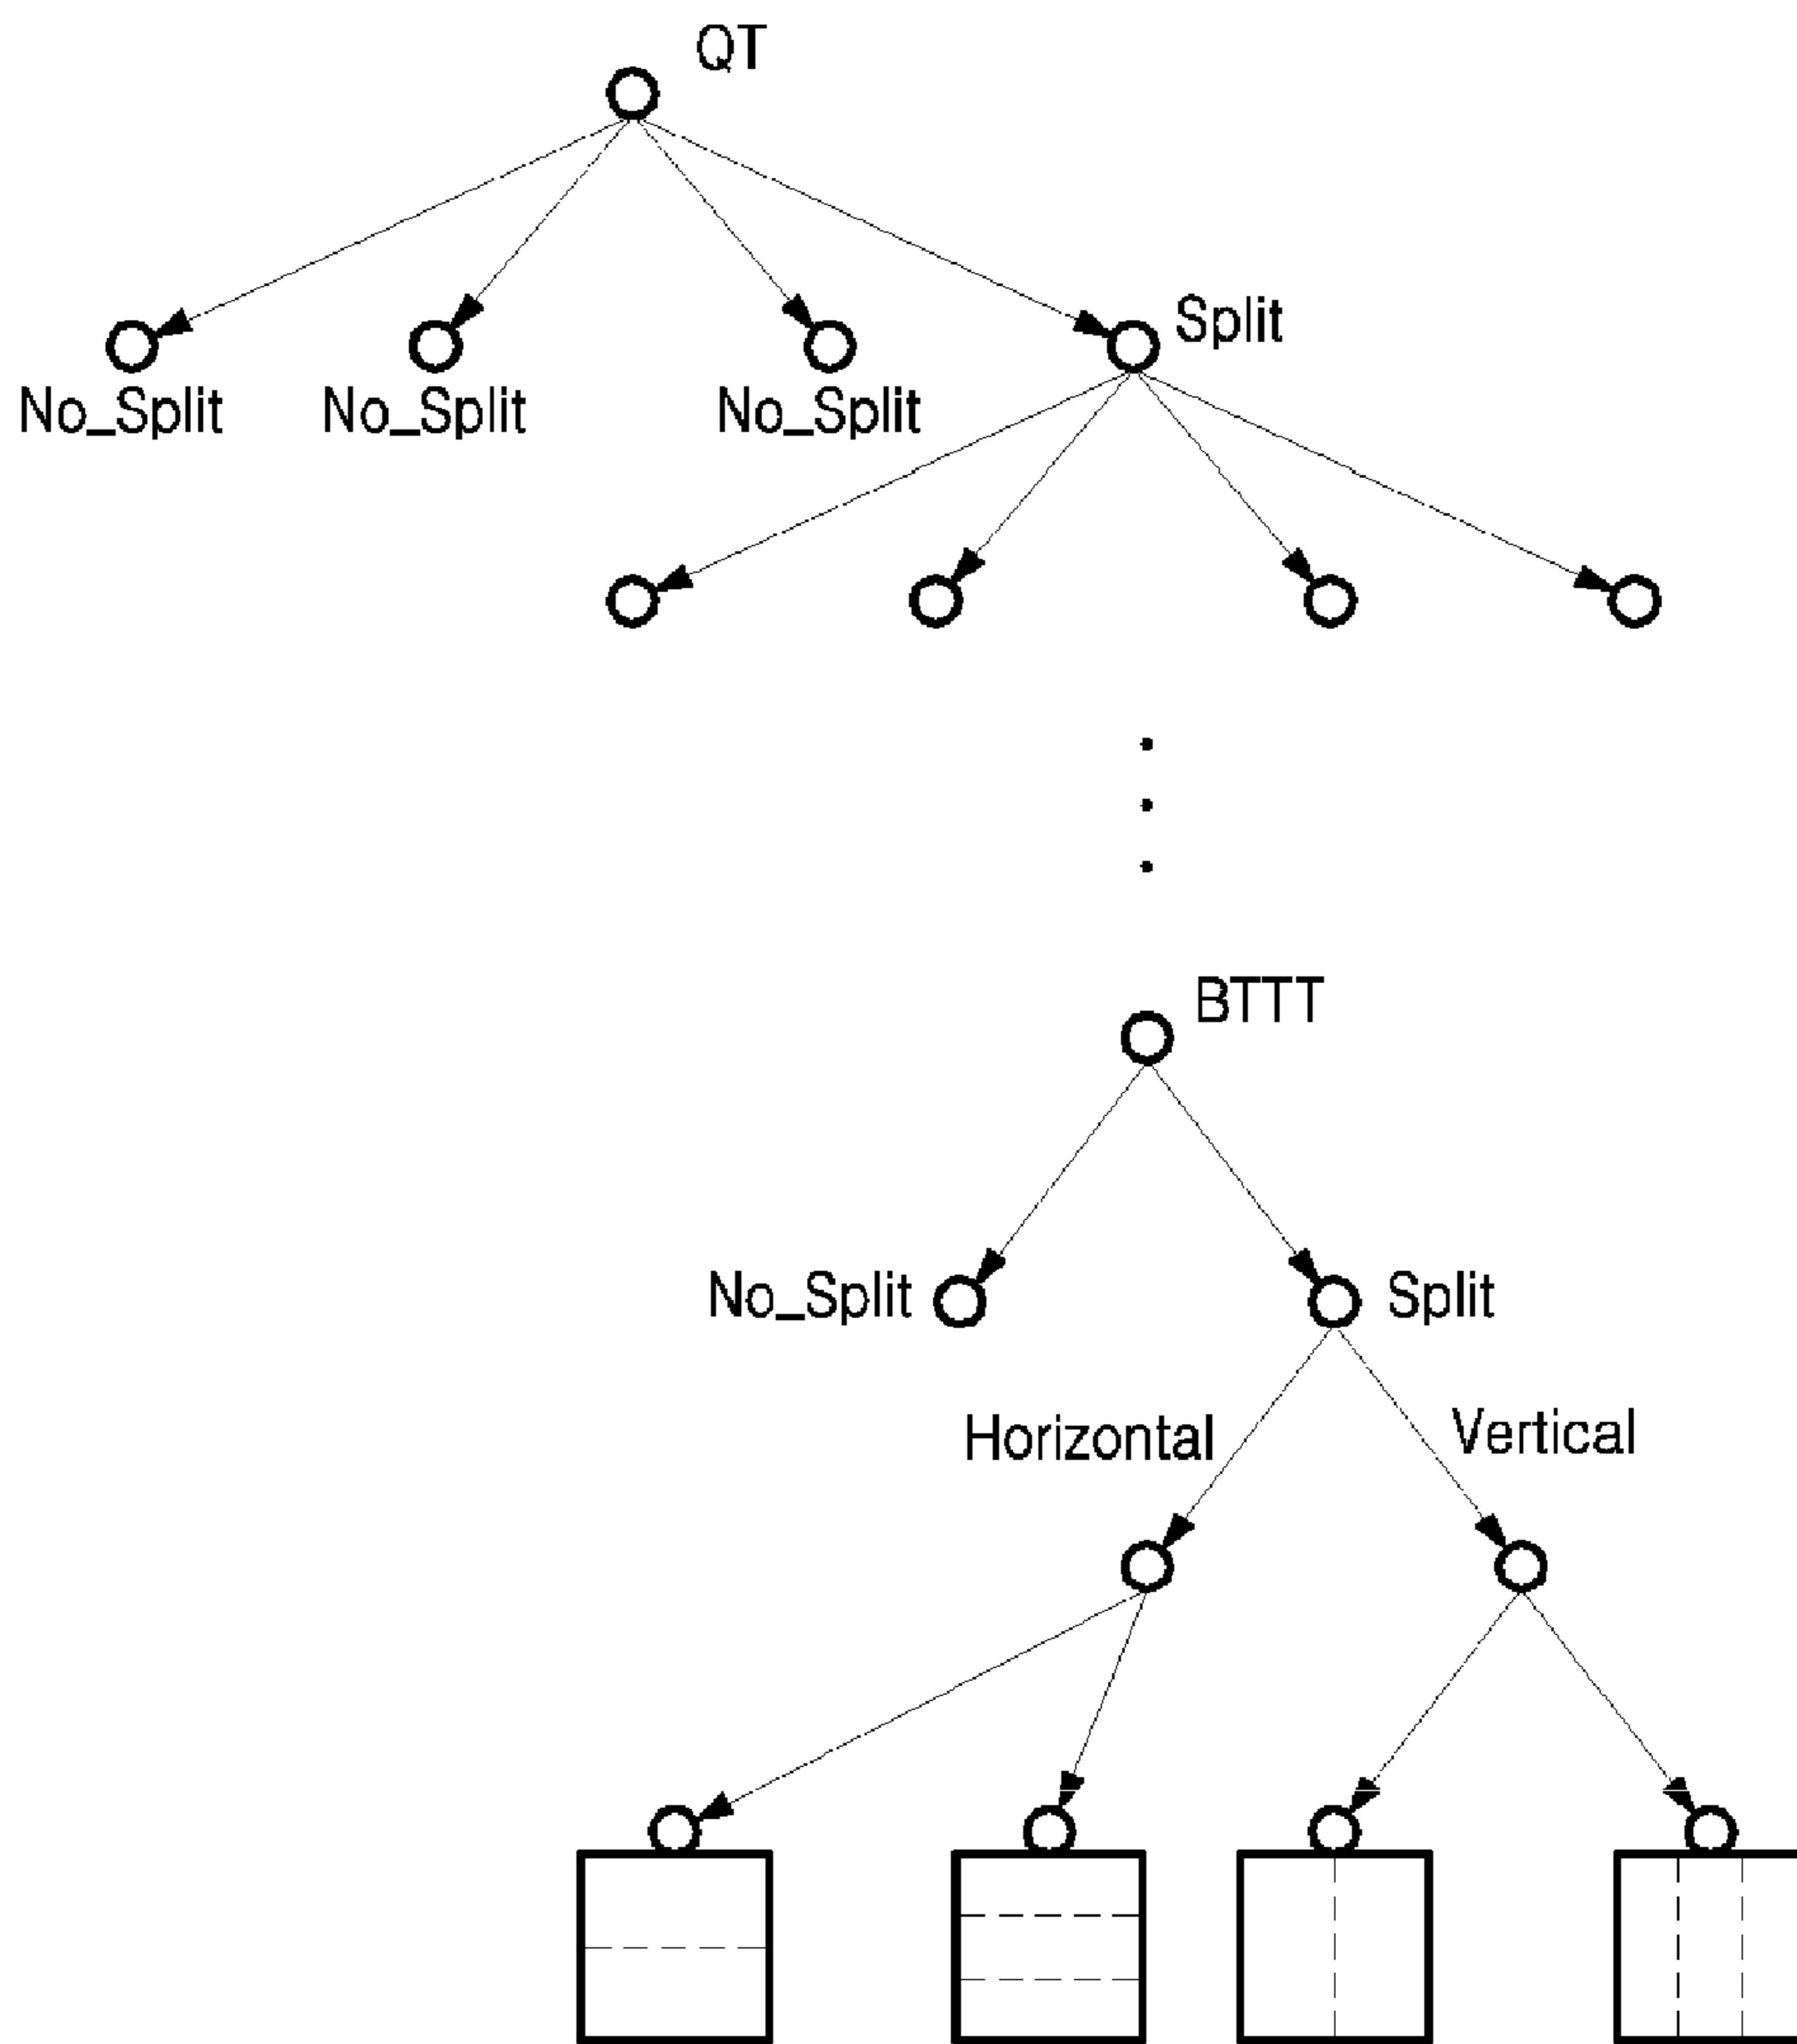 QT
Split
No_Split No_Split No_Split
BTTT
No_Split Split
Horizontal Vertical